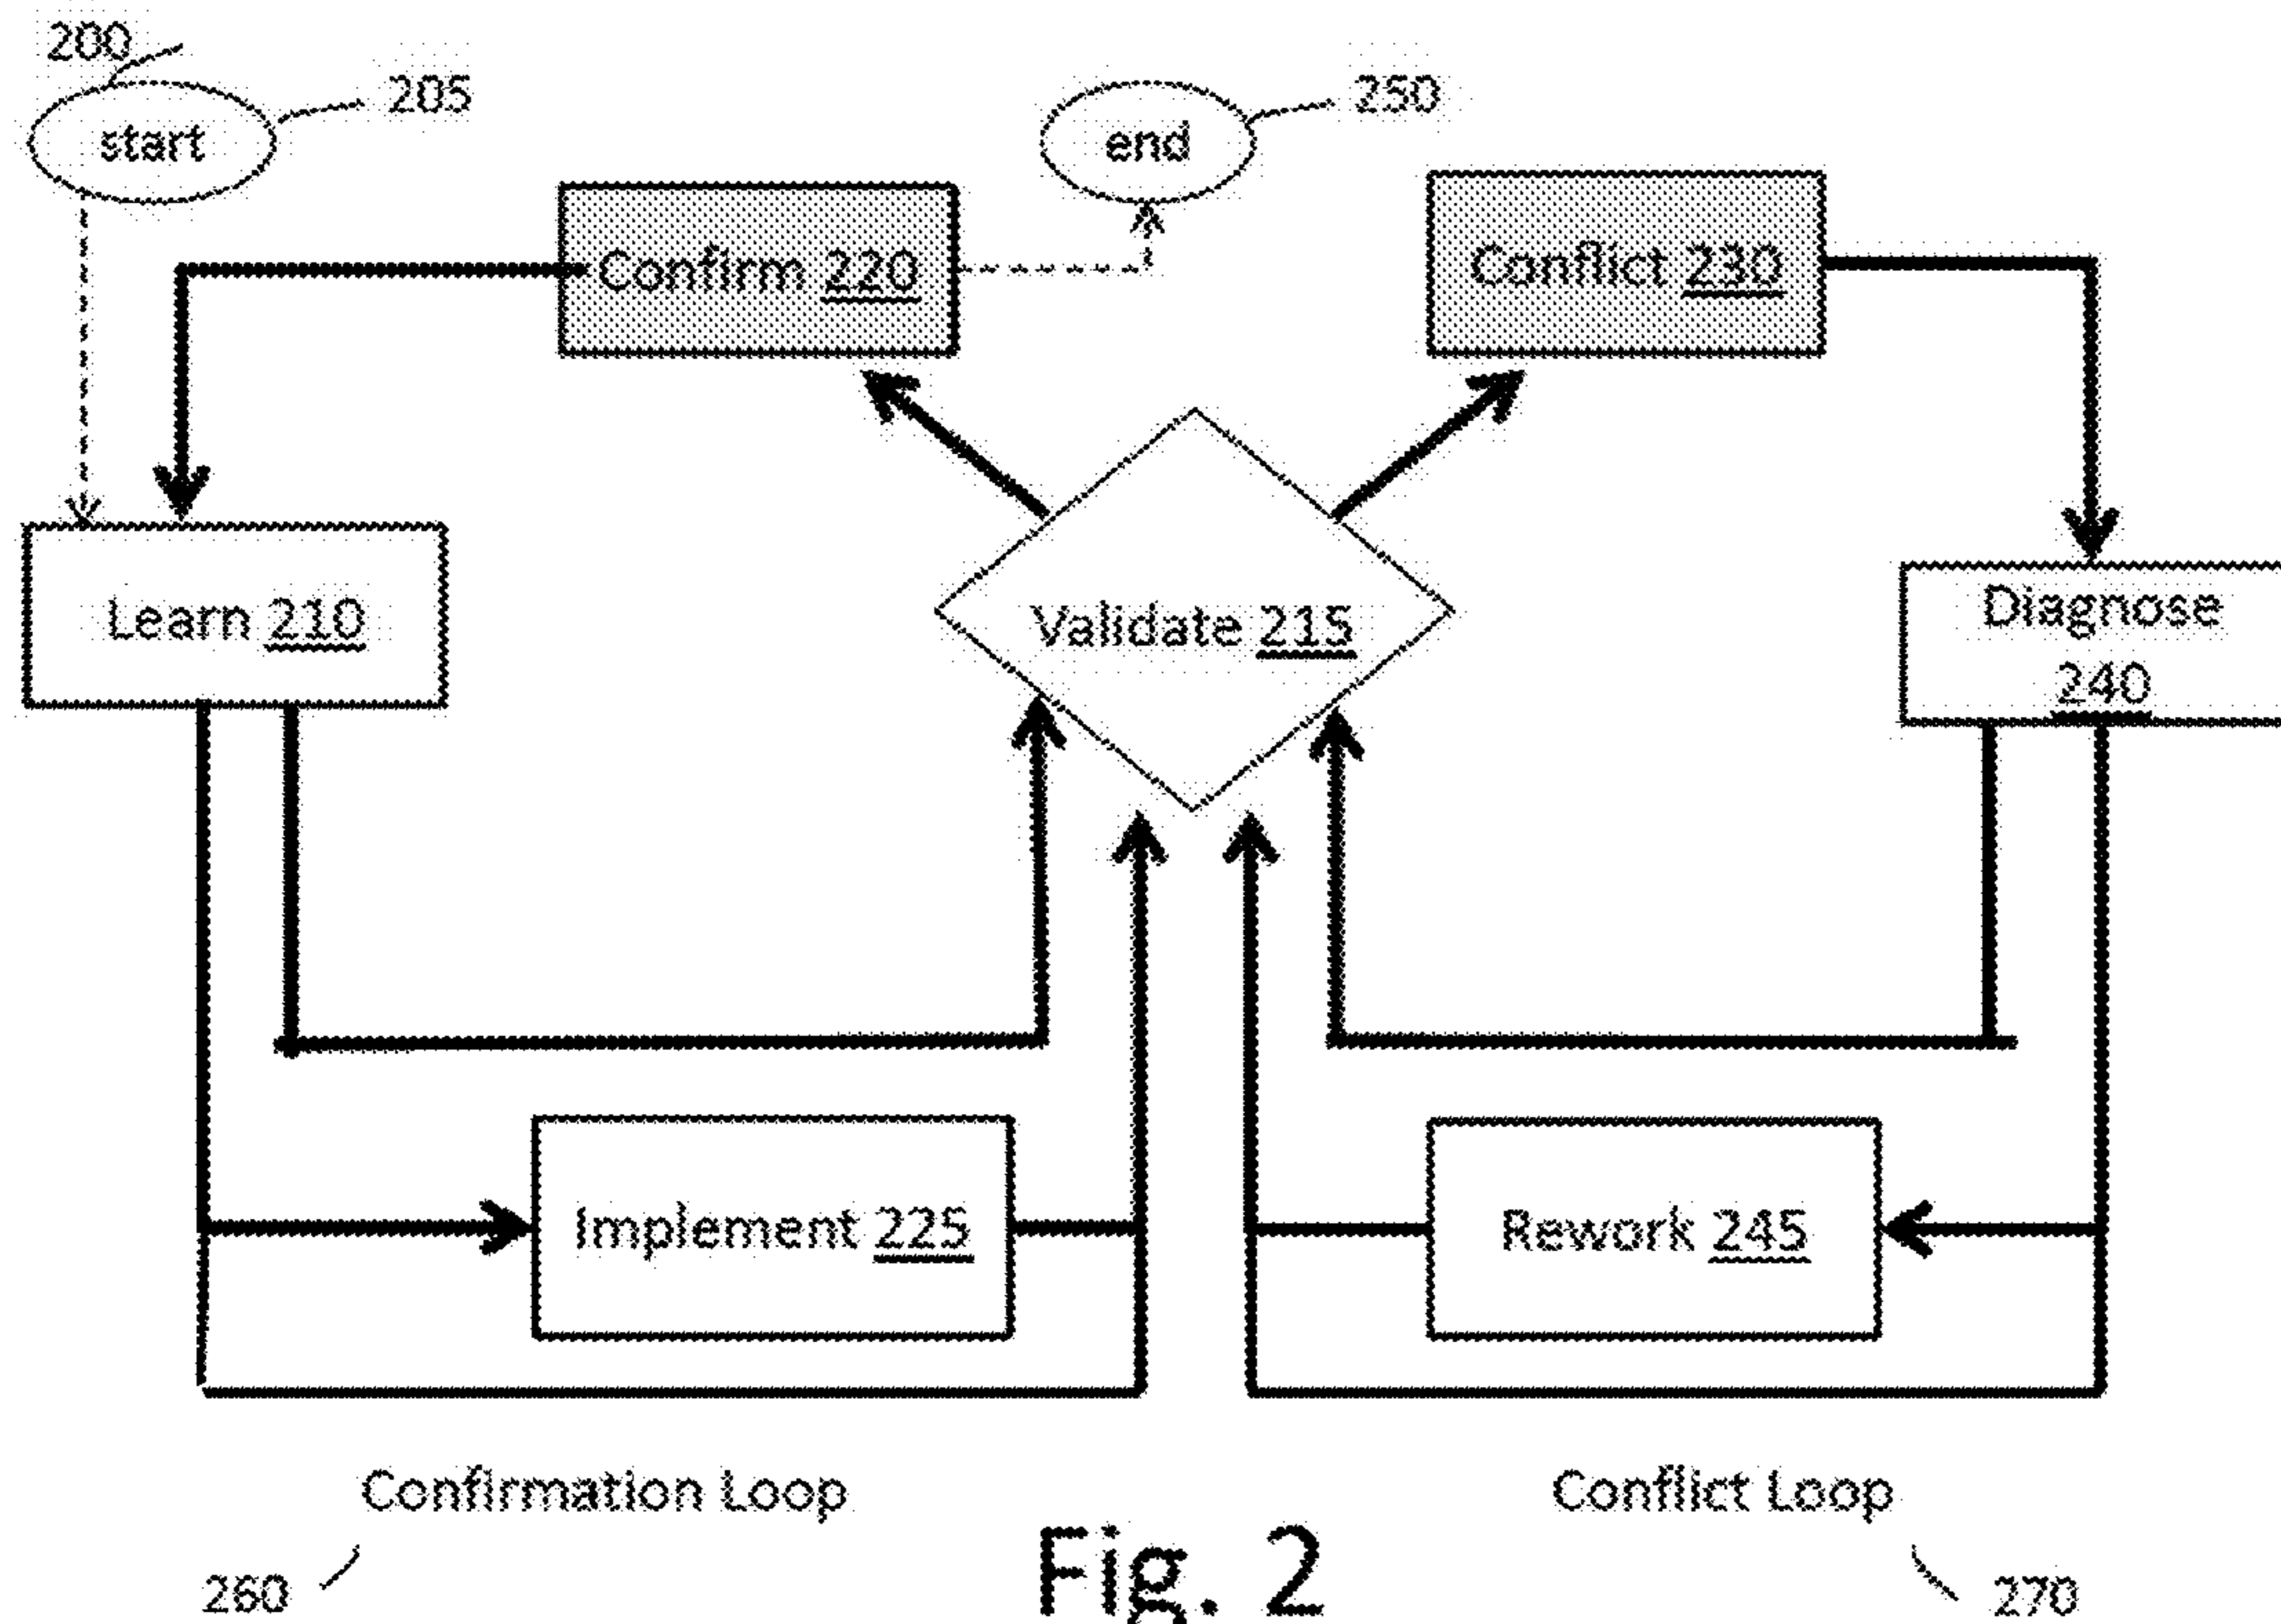 200
205
start
end
250
Confirm 220
Conflict 230
Learn 210
Validate 215
Diagnose
240
Implement 225
Rework 245
Confirmation Loop
Conflict Loop
260
Fig. 2
270